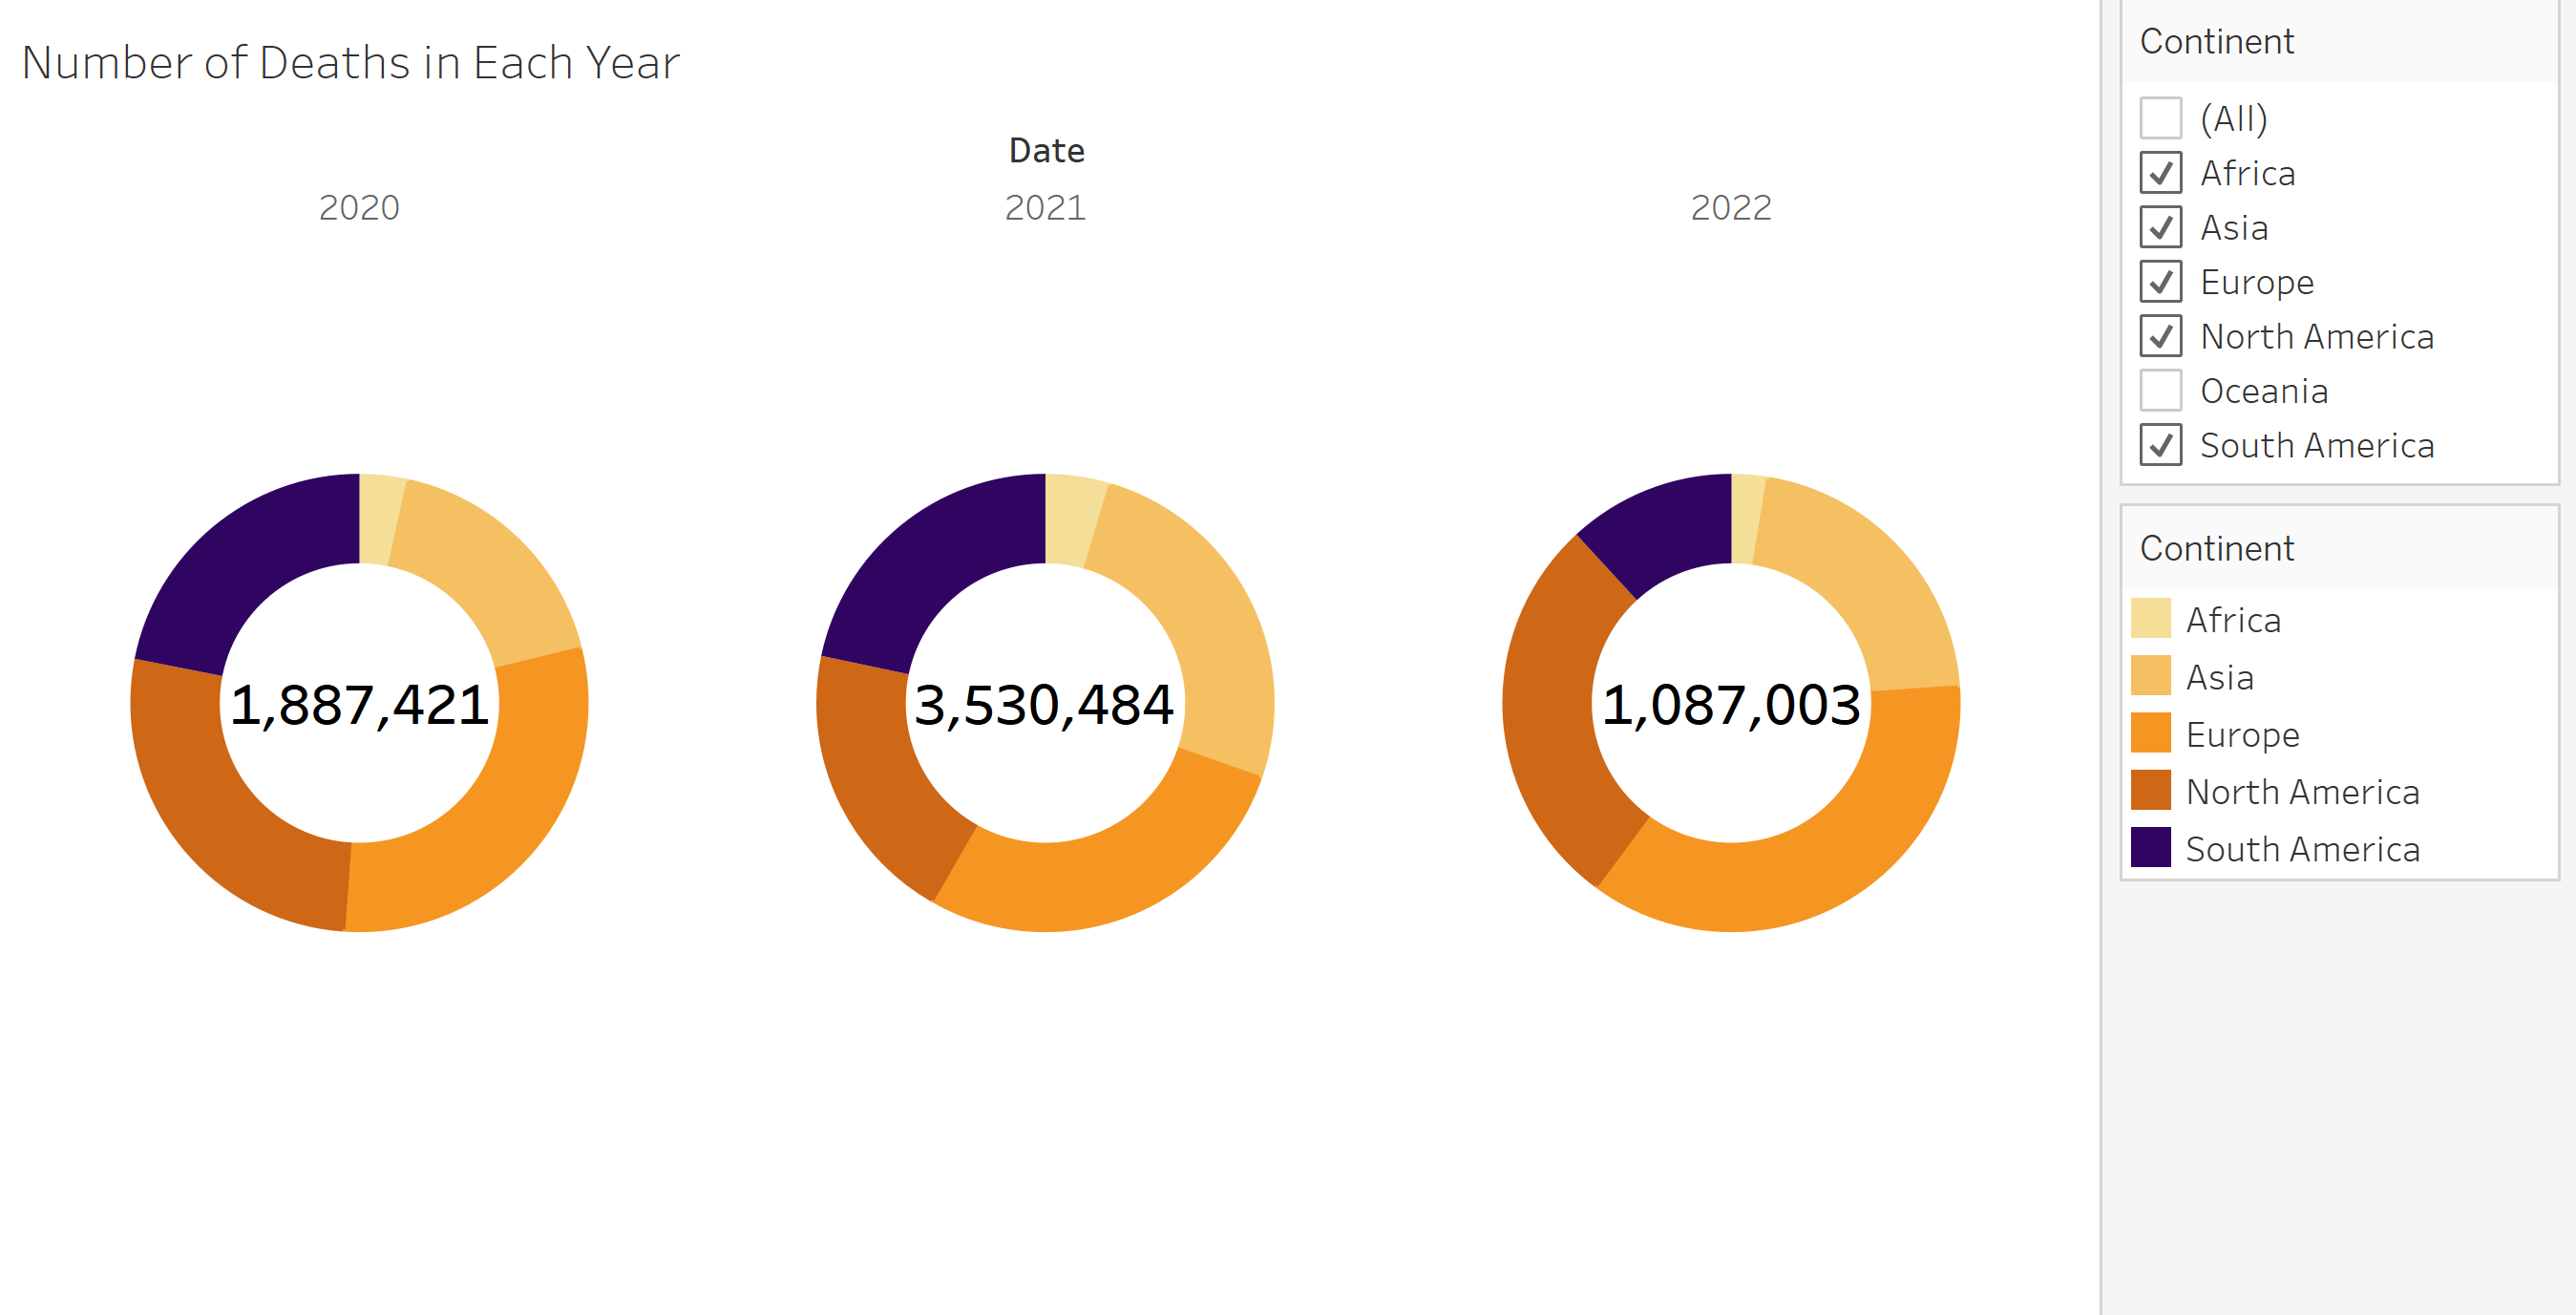 Number of Deaths in Each Year
Date
2020 2021 2022
1,887,421 3,530,484 1,087,003
Continent
(All)
Africa
Asia
Europe
North America
Oceania
South America
Continent
Africa
Asia
Europe
North America
South America